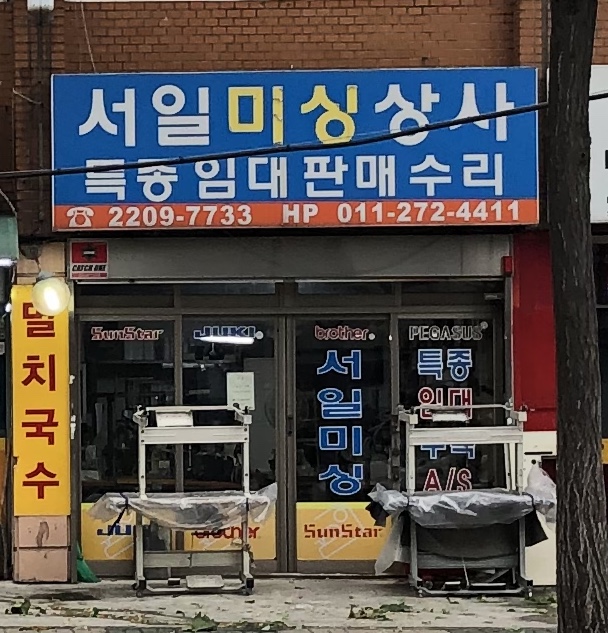 서일미싱상사
특종임대판매수리
☎ 2209-7733 HP 011-272-4411
CATCH ONE
멸치국수
SunStar
JUKI
brother
PEGASUS
서일미싱
특종
임대
A/S
JUKI
brother
SunStar